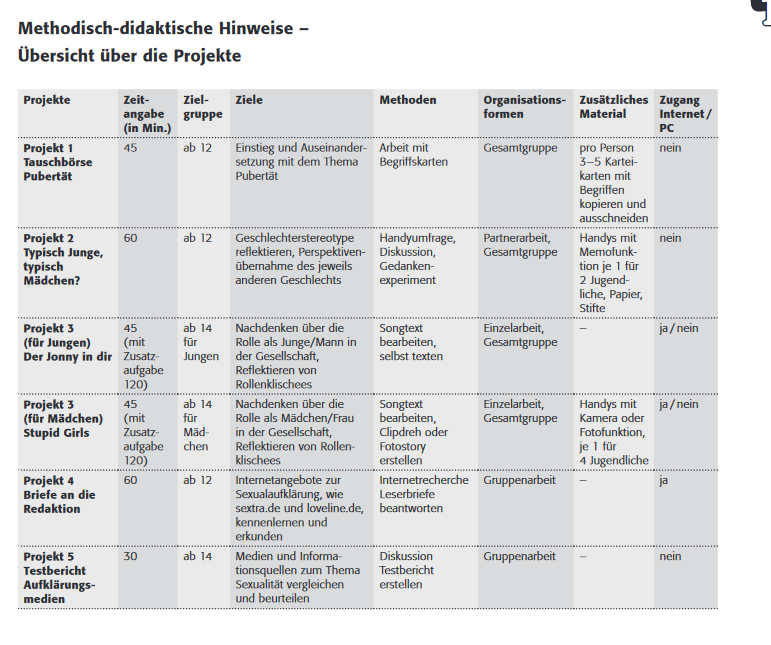 Methodisch-didaktische Hinweise –
Übersicht über die Projekte
Projekte
Zeit-
angabe
(in Min.)
Ziel-
gruppe
Ziele
Methoden
Organisations-
formen
Zusätzliches
Material
Zugang
Internet /
PC
Projekt 1
Tauschbörse
Pubertät
45
ab 12
Einstieg und Auseinander-
setzung mit dem Thema
Pubertät
Arbeit mit
Begriffskarten
Gesamtgruppe
pro Person
3–5 Kartei-
karten mit
Begriffen
kopieren und
ausschneiden
nein
Projekt 2
Typisch Junge,
typisch
Mädchen?
60
ab 12
Geschlechterstereotype
reflektieren, Perspektiven-
übernahme des jeweils
anderen Geschlechts
Handyumfrage,
Diskussion,
Gedanken-
experiment
Partnerarbeit,
Gesamtgruppe
Handys mit
Memofunk-
tion je 1 für
2 Jugend-
liche, Papier,
Stifte
nein
Projekt 3
(für Jungen)
Der Jonny in dir
45
(mit
Zusatz-
aufgabe
120)
ab 14
für
Jungen
Nachdenken über die
Rolle als Junge/Mann in
der Gesellschaft,
Reflektieren von
Rollenklischees
Songtext
bearbeiten,
selbst texten
Einzelarbeit,
Gesamtgruppe
–
ja / nein
Projekt 3
(für Mädchen)
Stupid Girls
45
(mit
Zusatz-
aufgabe
120)
ab 14
für
Mäd-
chen
Nachdenken über die
Rolle als Mädchen/Frau
in der Gesellschaft,
Reflektieren von Rollen-
klischees
Songtext
bearbeiten,
Clipdreh oder
Fotostory
erstellen
Einzelarbeit,
Gesamtgruppe
Handys mit
Kamera oder
Fotofunktion,
je 1 für
4 Jugendliche
ja / nein
Projekt 4
Briefe an die
Redaktion
60
ab 12
Internetangebote zur
Sexualaufklärung, wie
sextra.de und loveline.de,
kennenlernen und
erkunden
Internetrecherche
Leserbriefe
beantworten
Gruppenarbeit
–
ja
Projekt 5
Testbericht
Aufklärungs-
medien
30
ab 14
Medien und Informa-
tionsquellen zum Thema
Sexualität vergleichen
und beurteilen
Diskussion
Testbericht
erstellen
Gruppenarbeit
–
nein